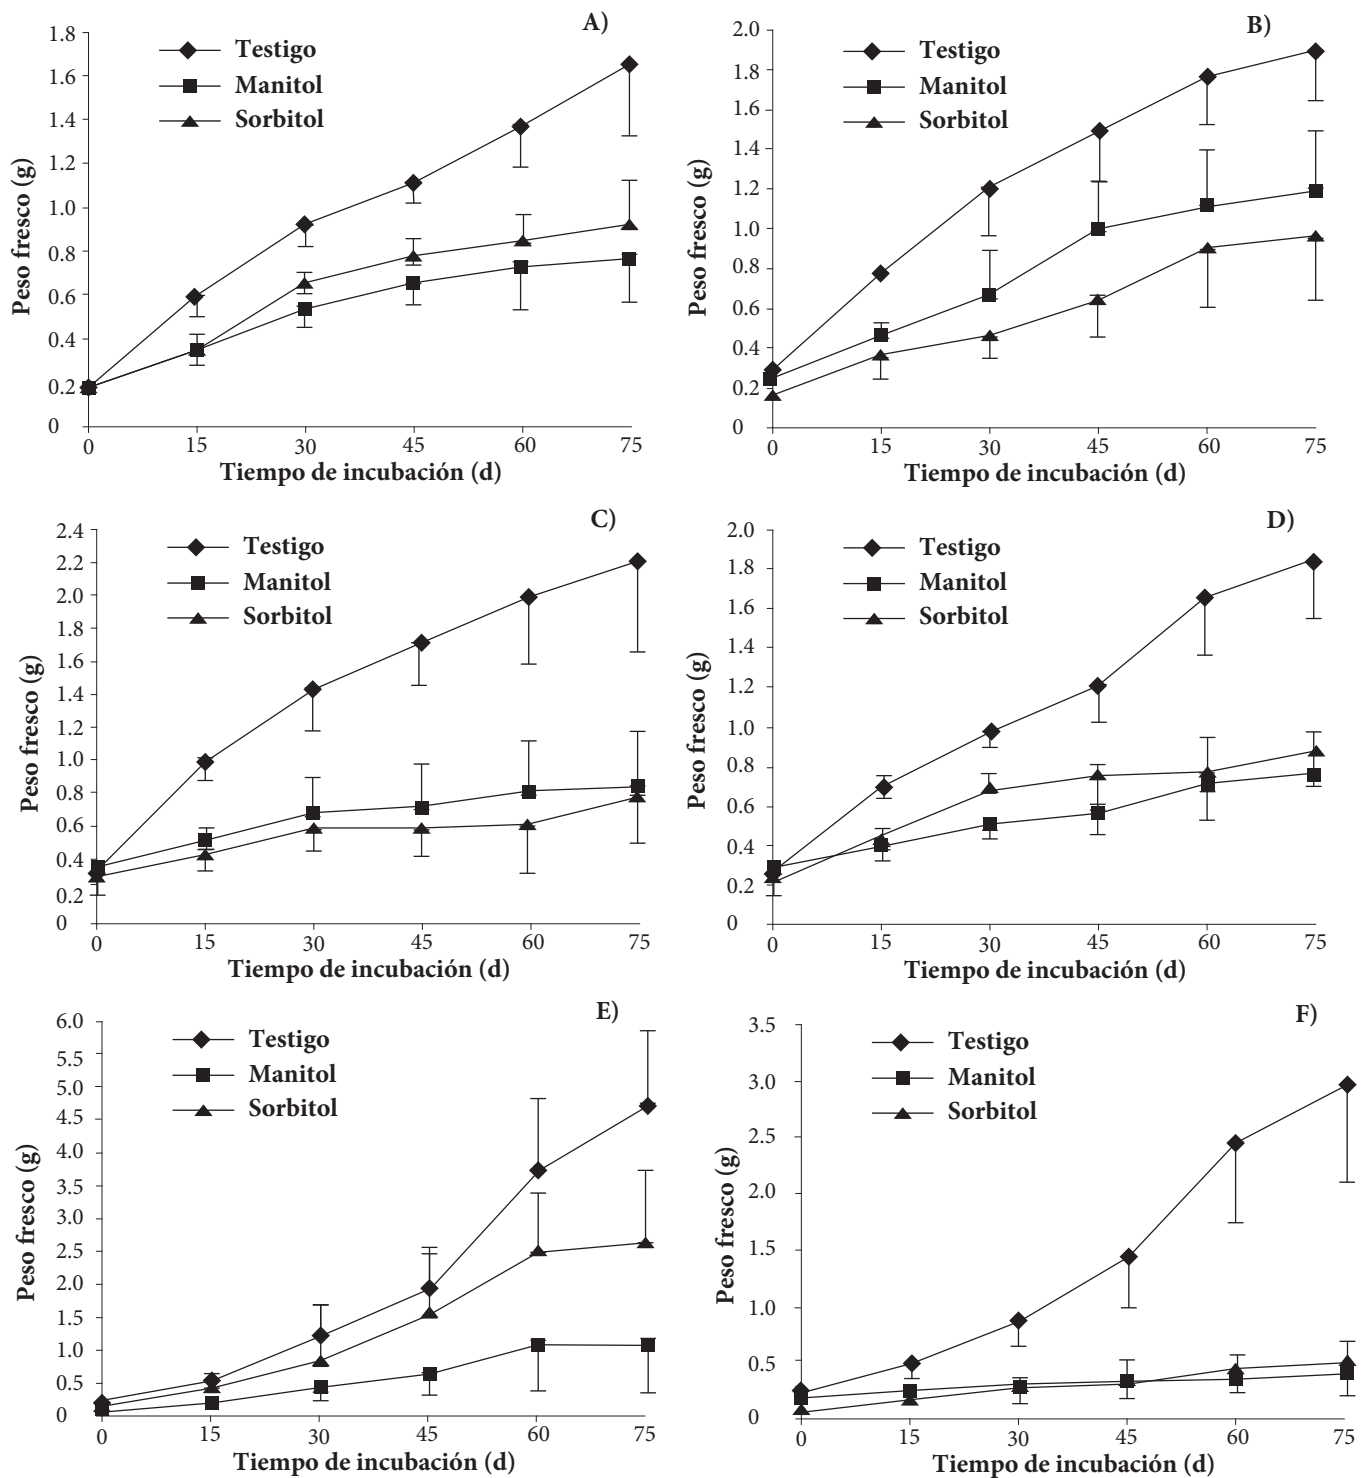 A)
Testigo
Manitol
Sorbitol
Peso fresco (g)
1.8
1.6
1.4
1.2
1.0
0.8
0.6
0.4
0.2
0
0 15 30 45 60 75
Tiempo de incubación (d)
B)
Testigo
Manitol
Sorbitol
Peso fresco (g)
2.0
1.8
1.6
1.4
1.2
1.0
0.8
0.6
0.4
0.2
0
0 15 30 45 60 75
Tiempo de incubación (d)
C)
Testigo
Manitol
Sorbitol
Peso fresco (g)
2.4
2.2
2.0
1.8
1.6
1.4
1.2
1.0
0.8
0.6
0.4
0.2
0
0 15 30 45 60 75
Tiempo de incubación (d)
D)
Testigo
Manitol
Sorbitol
Peso fresco (g)
2.0
1.8
1.6
1.4
1.2
1.0
0.8
0.6
0.4
0.2
0
0 15 30 45 60 75
Tiempo de incubación (d)
E)
Testigo
Manitol
Sorbitol
Peso fresco (g)
6.0
5.5
5.0
4.5
4.0
3.5
3.0
2.5
2.0
1.5
1.0
0.5
0
0 15 30 45 60 75
Tiempo de incubación (d)
F)
Testigo
Manitol
Sorbitol
Peso fresco (g)
3.5
3.0
2.5
2.0
1.5
1.0
0.5
0
0 15 30 45 60 75
Tiempo de incubación (d)